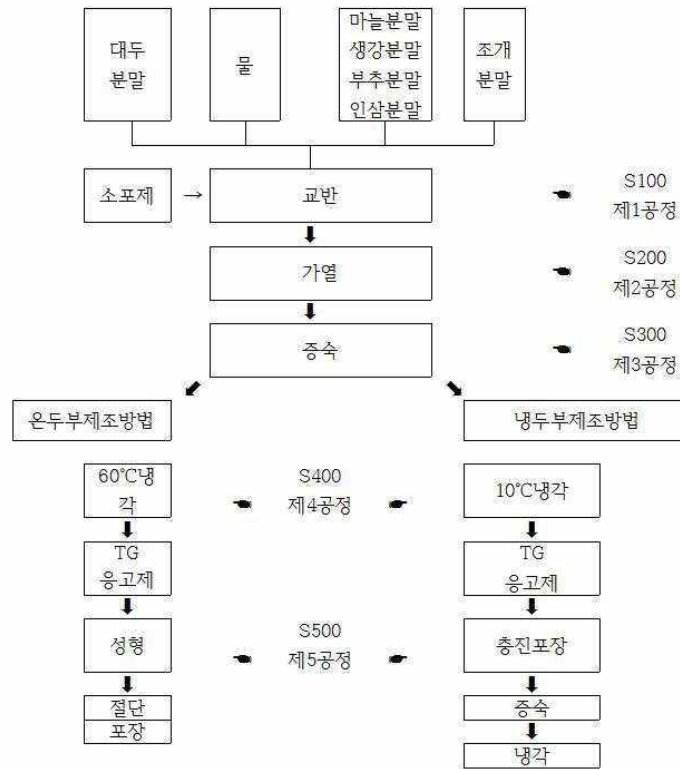 대두
분말
물
마늘분말
생강분말
부추분말
인삼분말
조개
분말
소포제 →
교반
S100
제1공정
가열
S200
제2공정
증숙
S300
제3공정
온두부제조방법
냉두부제조방법
60℃냉
각
S400
제4공정
10℃냉각
TG
응고제
TG
응고제
성형
S500
제5공정
충진포장
절단
포장
증숙
냉각